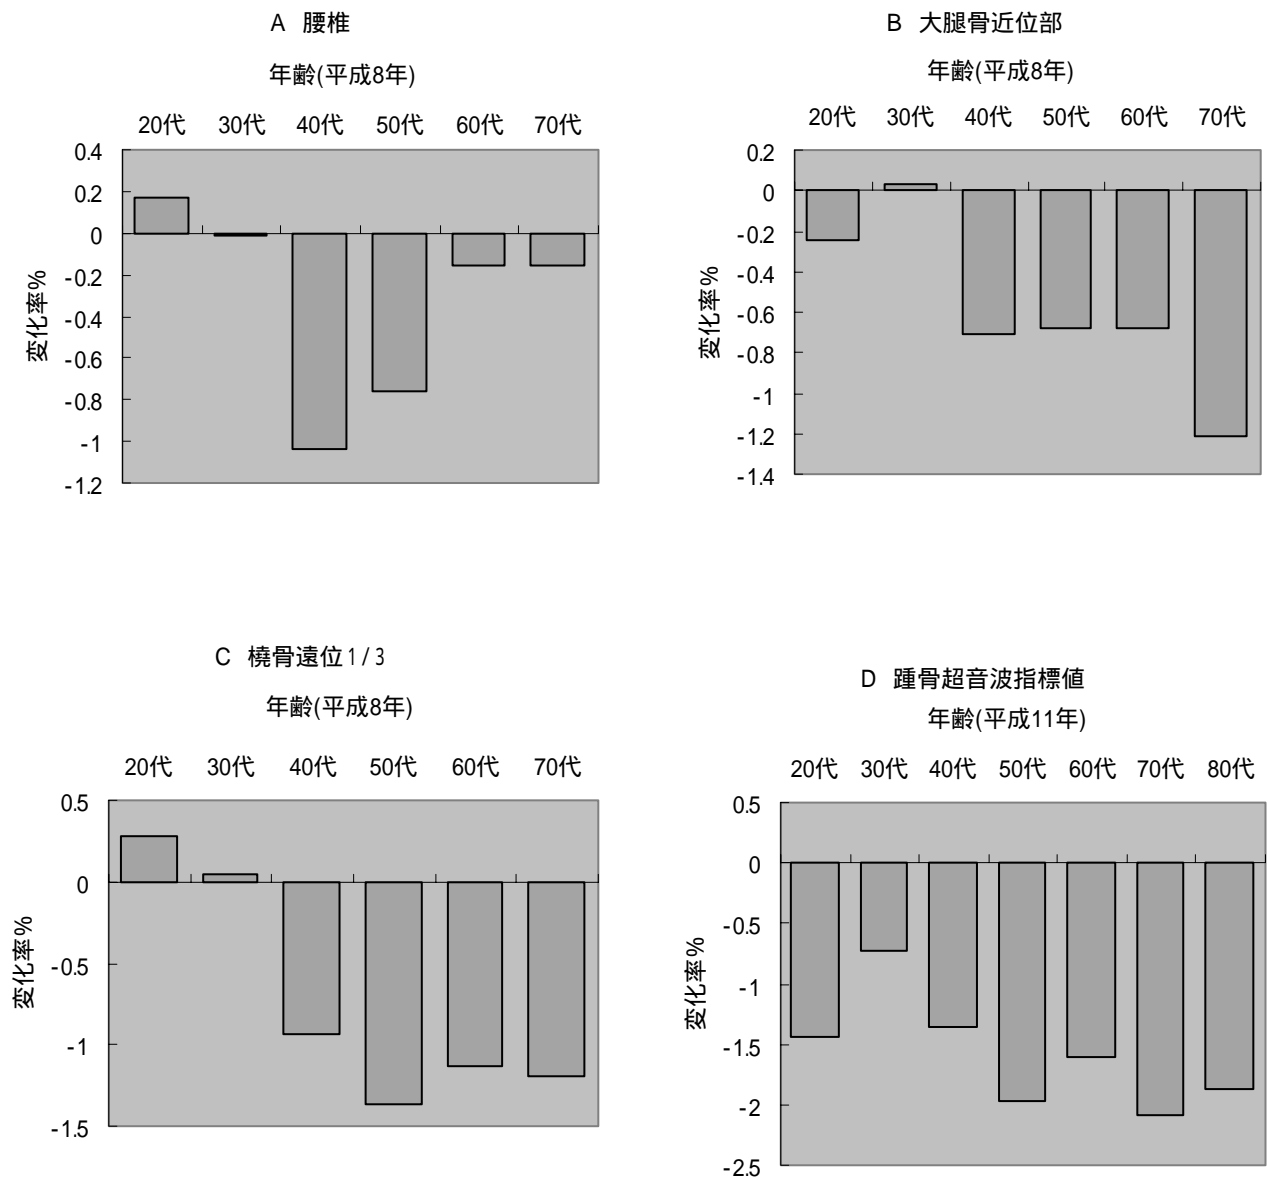 A 腰椎
年齢(平成8年)
20代 30代 40代 50代 60代 70代
0.4
0.2
0
-0.2
-0.4
-0.6
-0.8
-1
-1.2
変化率%
B 大腿骨近位部
年齢(平成8年)
20代 30代 40代 50代 60代 70代
0.2
0
-0.2
-0.4
-0.6
-0.8
-1
-1.2
-1.4
変化率%
C 橈骨遠位1/3
年齢(平成8年)
20代 30代 40代 50代 60代 70代
0.5
0
-0.5
-1
-1.5
変化率%
D 踵骨超音波指標値
年齢(平成11年)
20代 30代 40代 50代 60代 70代 80代
0.5
0
-0.5
-1
-1.5
-2
-2.5
変化率%